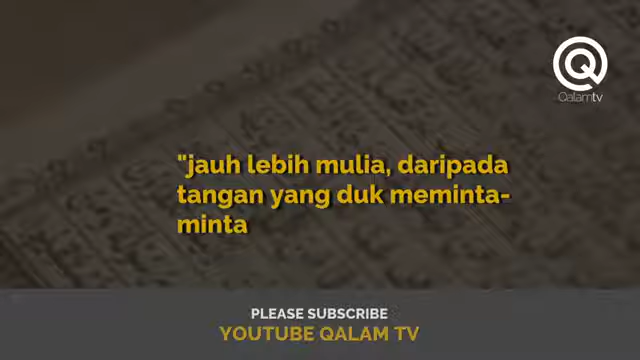 Qalamtv
"jauh lebih mulia, daripada
tangan yang duk meminta-
minta
PLEASE SUBSCRIBE
YOUTUBE QALAM TV